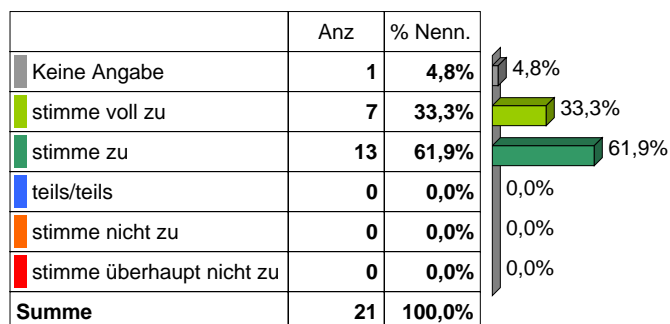 Anz % Nenn.
Keine Angabe 1 4,8% 4,8%
stimme voll zu 7 33,3% 33,3%
stimme zu 13 61,9% 61,9%
teils/teils 0 0,0% 0,0%
stimme nicht zu 0 0,0% 0,0%
stimme überhaupt nicht zu 0 0,0% 0,0%
Summe 21 100,0%